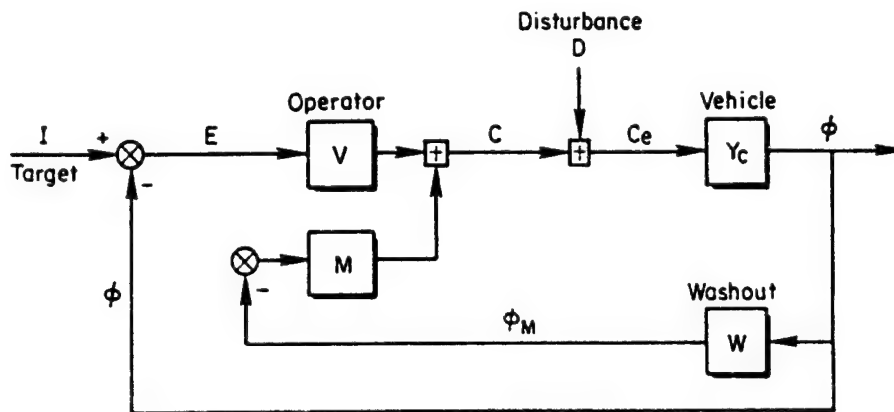 Disturbance
D
Operator
Vehicle
I
+
E
V
+
C
+
Ce
Yc
ϕ
Target
-
M
-
ϕ
Washout
ϕM
W